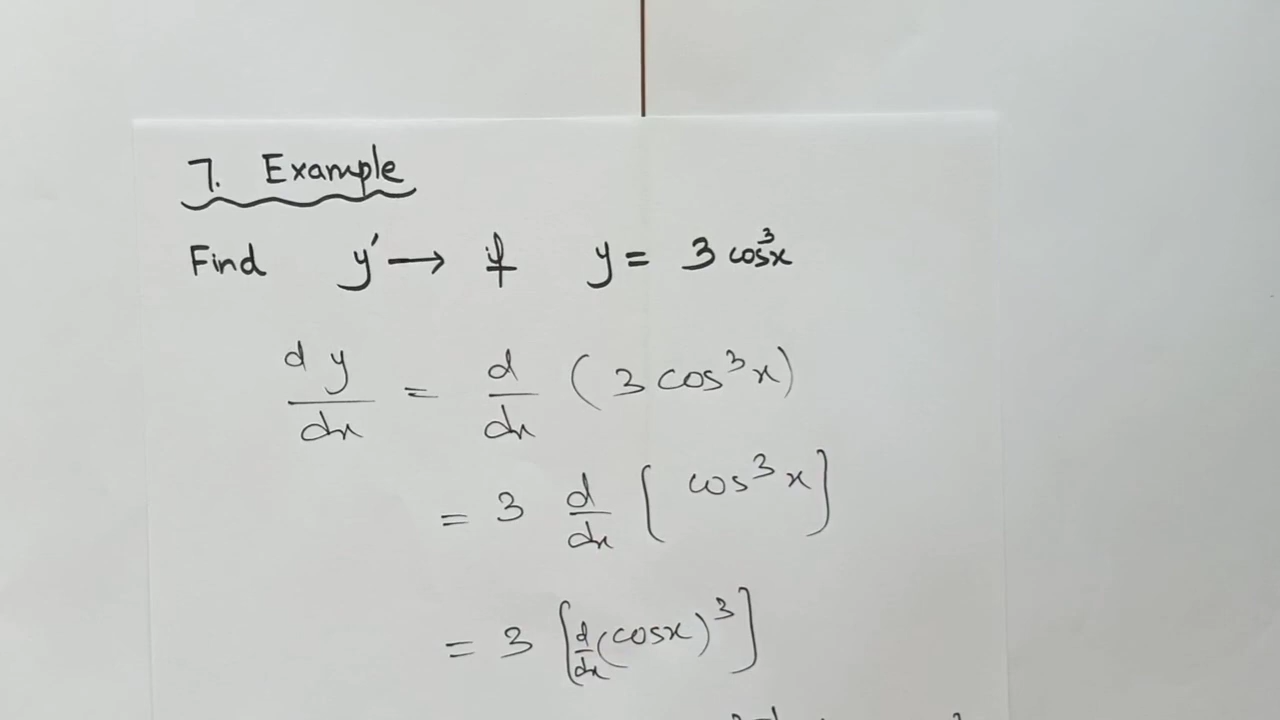 7. Example
Find y' → if y = 3 cos³x
dy/dx = d/dx (3 cos³x)
= 3 d/dx [cos³x]
= 3 [d/dx (cosx)³]